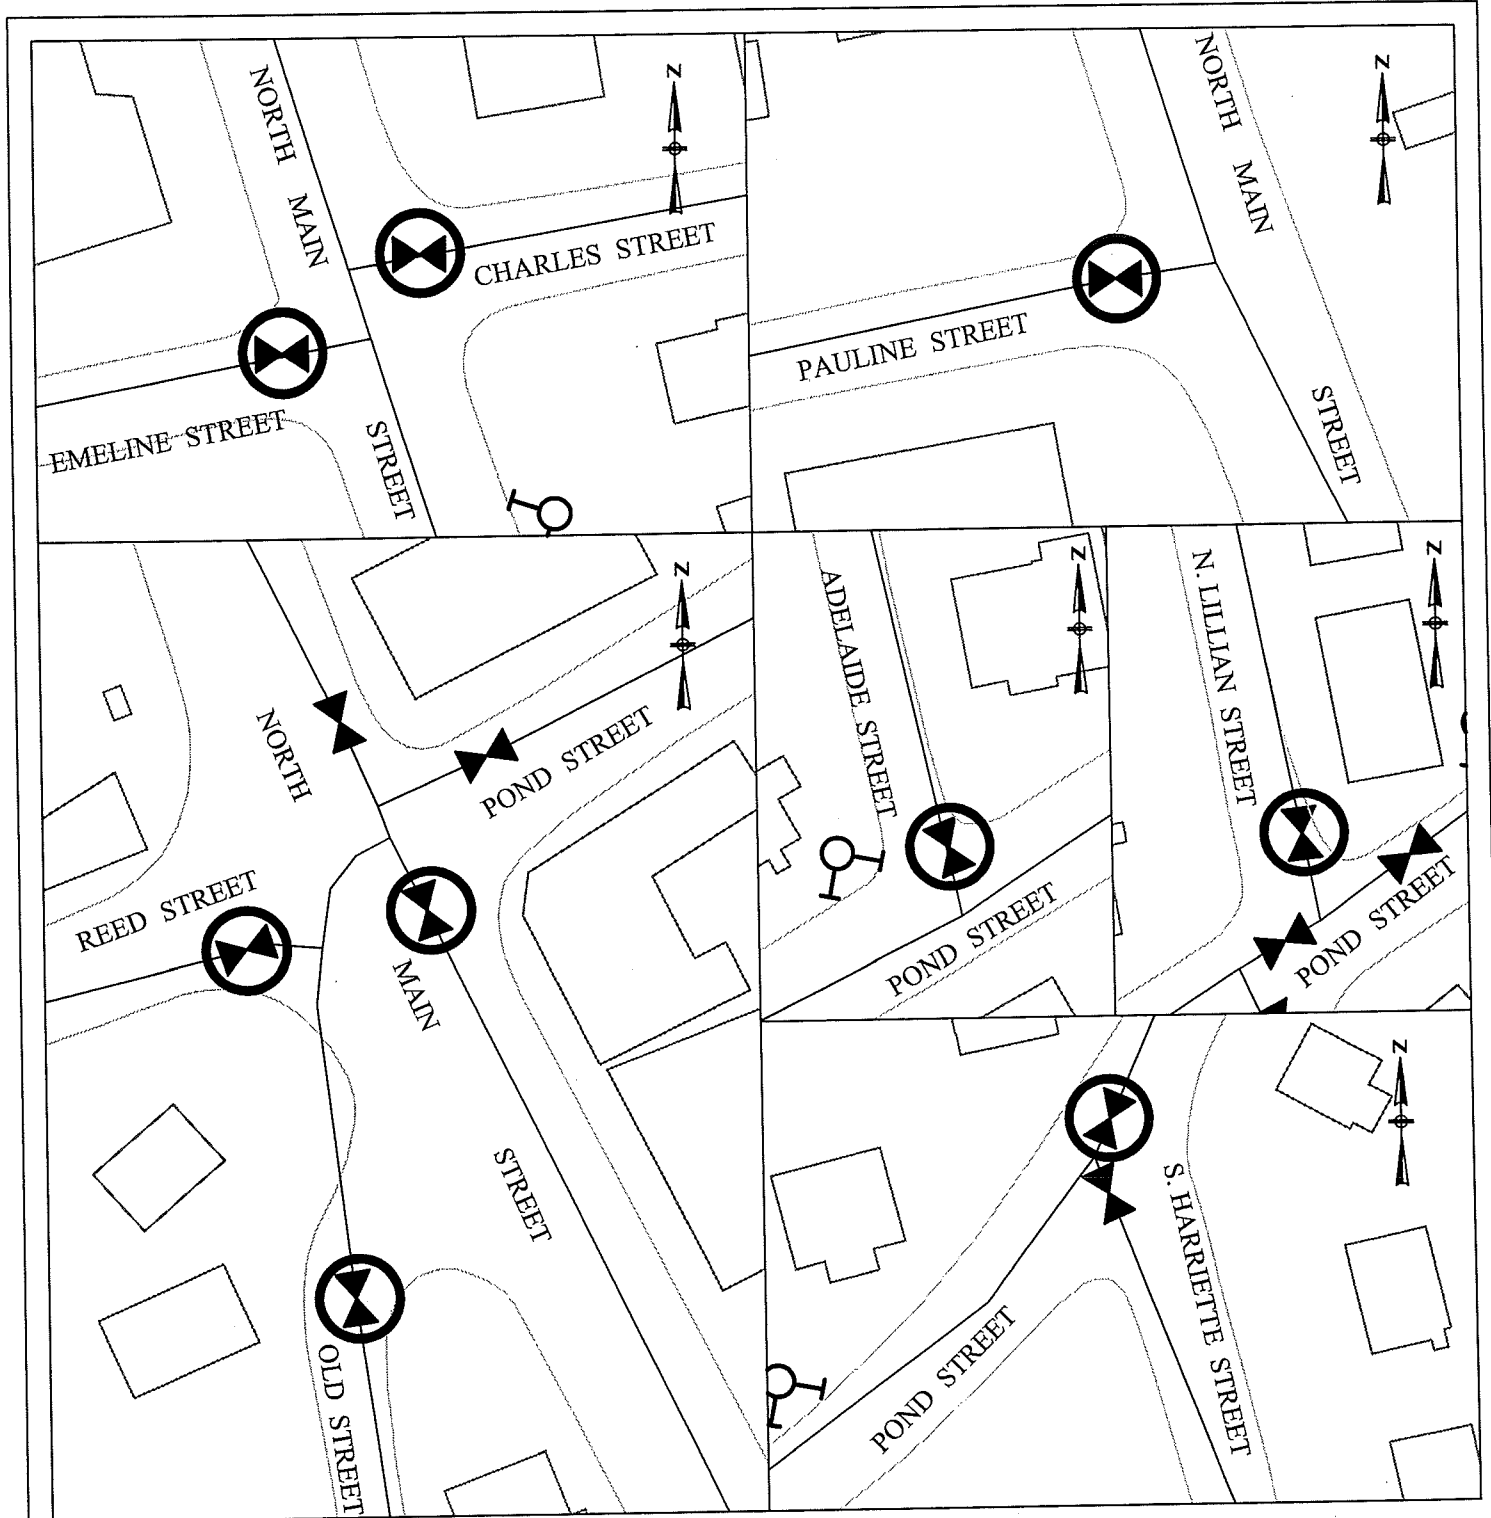 NORTH MAIN STREET
N
CHARLES STREET
EMELINE STREET
NORTH MAIN STREET
N
PAULINE STREET
N
NORTH MAIN STREET
POND STREET
REED STREET
OLD STREET
N
ADELAIDE STREET
POND STREET
N
N. LILLIAN STREET
POND STREET
N
S. HARRIETTE STREET
POND STREET